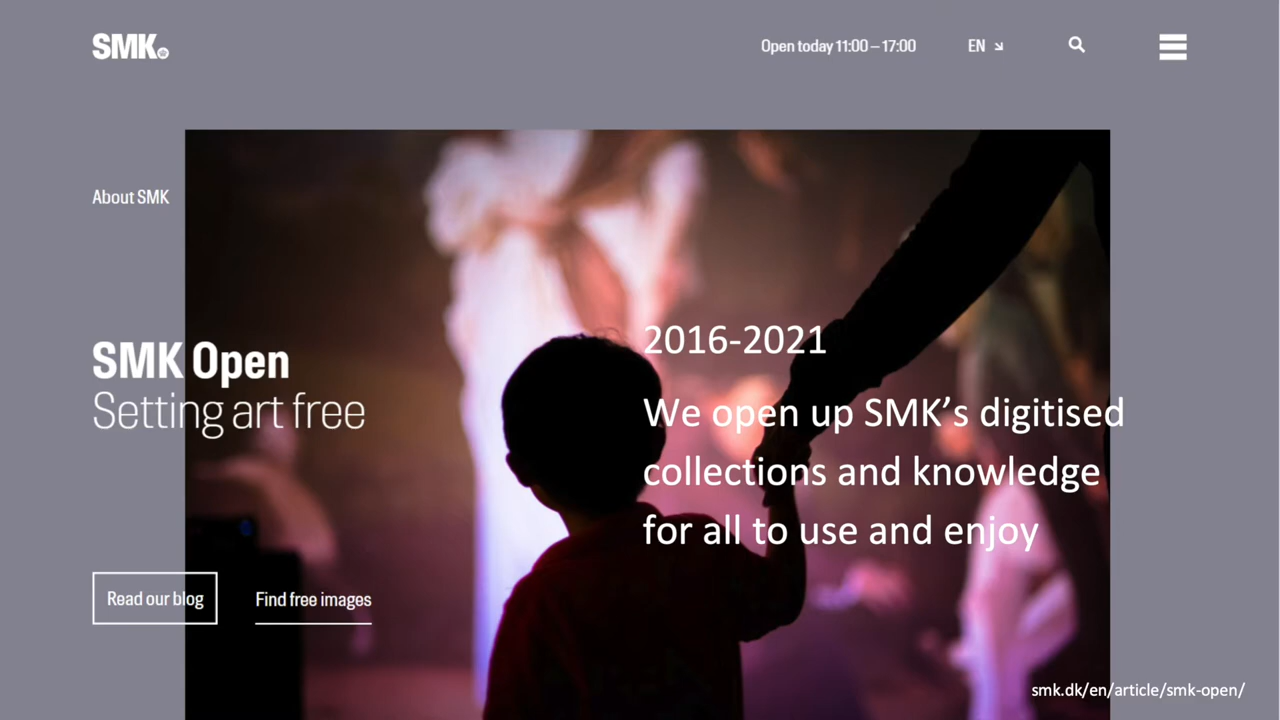 SMK.
Open today 11:00 – 17:00
EN
About SMK
SMK Open
Setting art free
2016-2021
We open up SMK’s digitised
collections and knowledge
for all to use and enjoy
Read our blog
Find free images
smk.dk/en/article/smk-open/